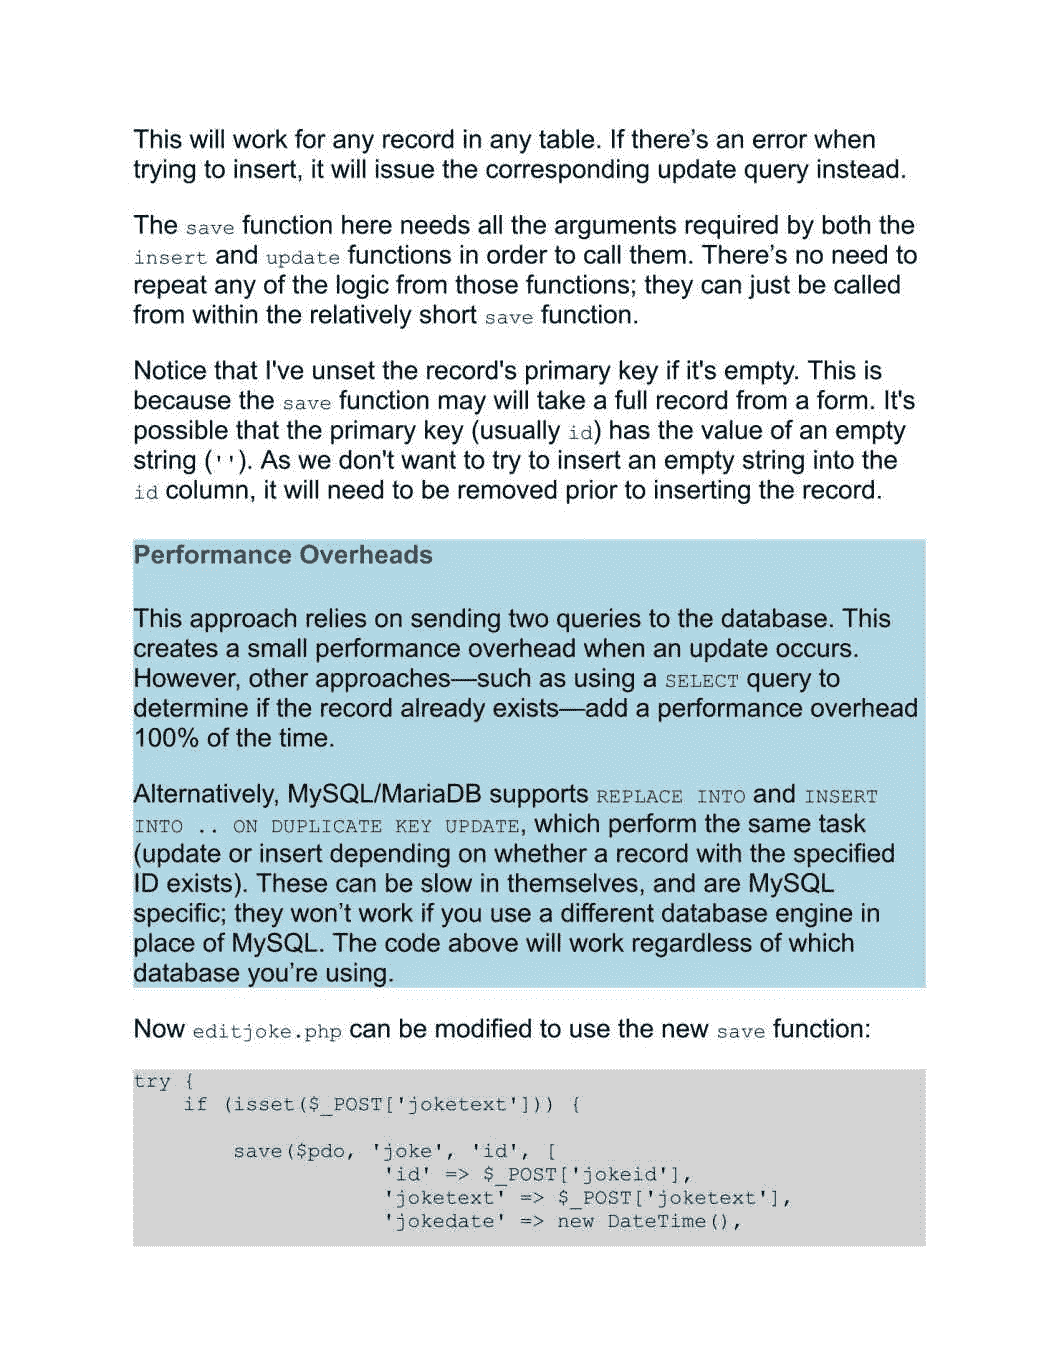 This will work for any record in any table. If there’s an error when
trying to insert, it will issue the corresponding update query instead.
The save function here needs all the arguments required by both the
insert and update functions in order to call them. There’s no need to
repeat any of the logic from those functions; they can just be called
from within the relatively short save function.
Notice that I've unset the record's primary key if it's empty. This is
because the save function may will take a full record from a form. It's
possible that the primary key (usually id) has the value of an empty
string (''). As we don't want to try to insert an empty string into the
id column, it will need to be removed prior to inserting the record.
Performance Overheads
This approach relies on sending two queries to the database. This
creates a small performance overhead when an update occurs.
However, other approaches—such as using a SELECT query to
determine if the record already exists—add a performance overhead
100% of the time.
Alternatively, MySQL/MariaDB supports REPLACE INTO and INSERT
INTO .. ON DUPLICATE KEY UPDATE, which perform the same task
(update or insert depending on whether a record with the specified
ID exists). These can be slow in themselves, and are MySQL
specific; they won’t work if you use a different database engine in
place of MySQL. The code above will work regardless of which
database you’re using.
Now editjoke.php can be modified to use the new save function:
try {
    if (isset($_POST['joketext'])) {
        save($pdo, 'joke', 'id', [
                    'id' => $_POST['jokeid'],
                    'joketext' => $_POST['joketext'],
                    'jokedate' => new DateTime(),